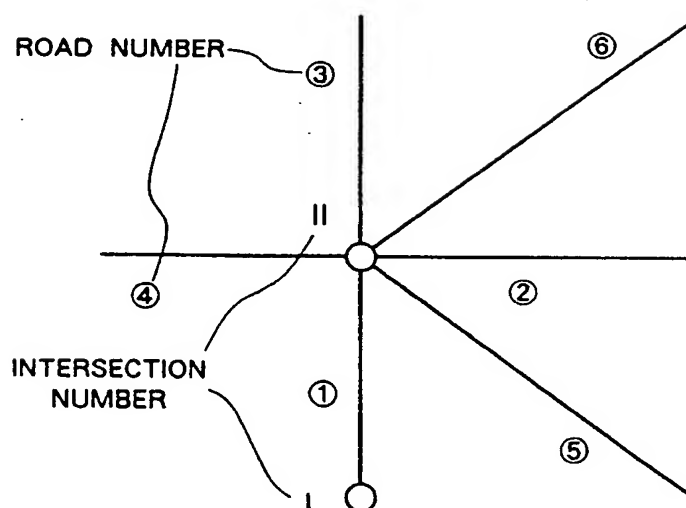 ROAD NUMBER
③
⑥
II
④
②
INTERSECTION
NUMBER
①
⑤
I